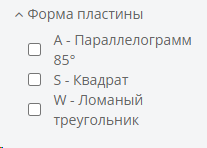 Форма пластины
A - Параллелограмм
85°
S - Квадрат
W - Ломаный
треугольник